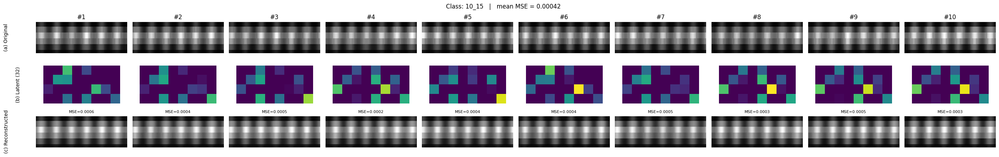 Class: 10_15 | mean MSE = 0.00042
#1 #2 #3 #4 #5 #6 #7 #8 #9 #10
(a) Original
(b) Latent (32)
MSE=0.0006 MSE=0.0004 MSE=0.0005 MSE=0.0002 MSE=0.0004 MSE=0.0004 MSE=0.0005 MSE=0.0003 MSE=0.0005 MSE=0.0003
(c) Reconstructed